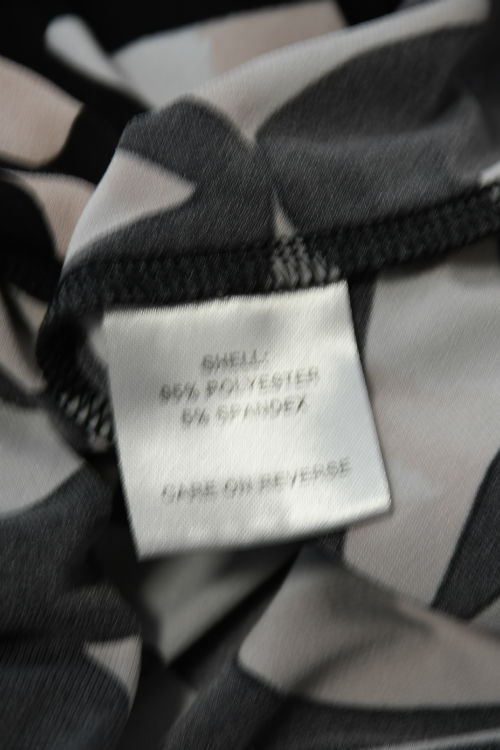 SHELL:
95% POLYESTER
5% SPANDEX
CARE ON REVERSE